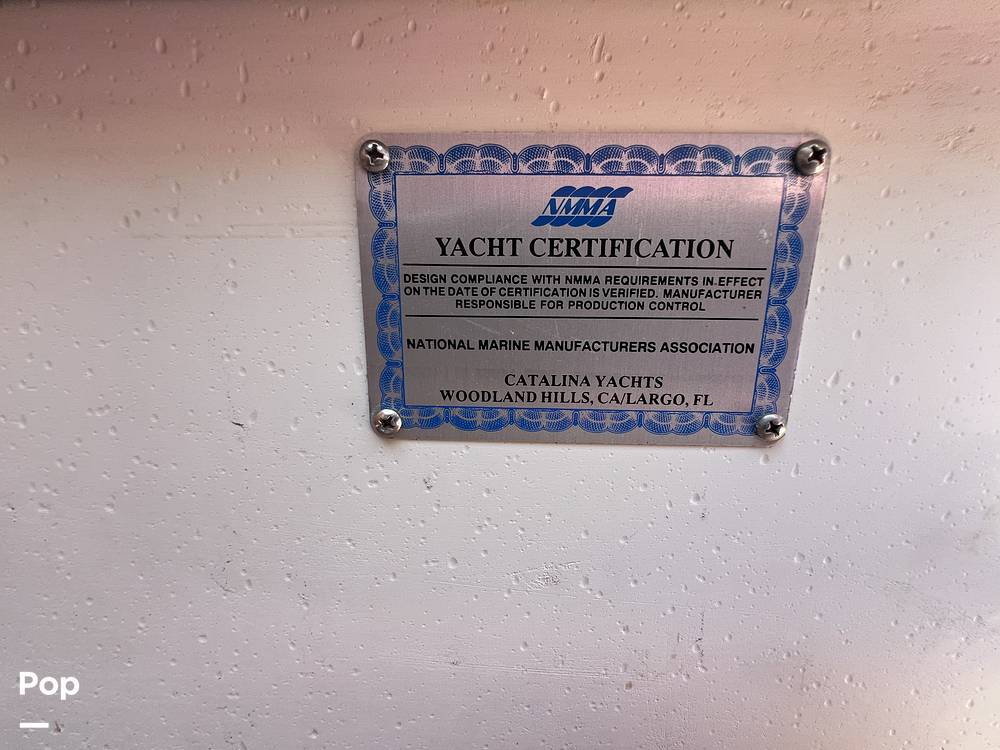 NMMA
YACHT CERTIFICATION
DESIGN COMPLIANCE WITH NMMA REQUIREMENTS IN EFFECT
ON THE DATE OF CERTIFICATION IS VERIFIED. MANUFACTURER
RESPONSIBLE FOR PRODUCTION CONTROL
NATIONAL MARINE MANUFACTURERS ASSOCIATION
CATALINA YACHTS
WOODLAND HILLS, CA/LARGO, FL
Pop